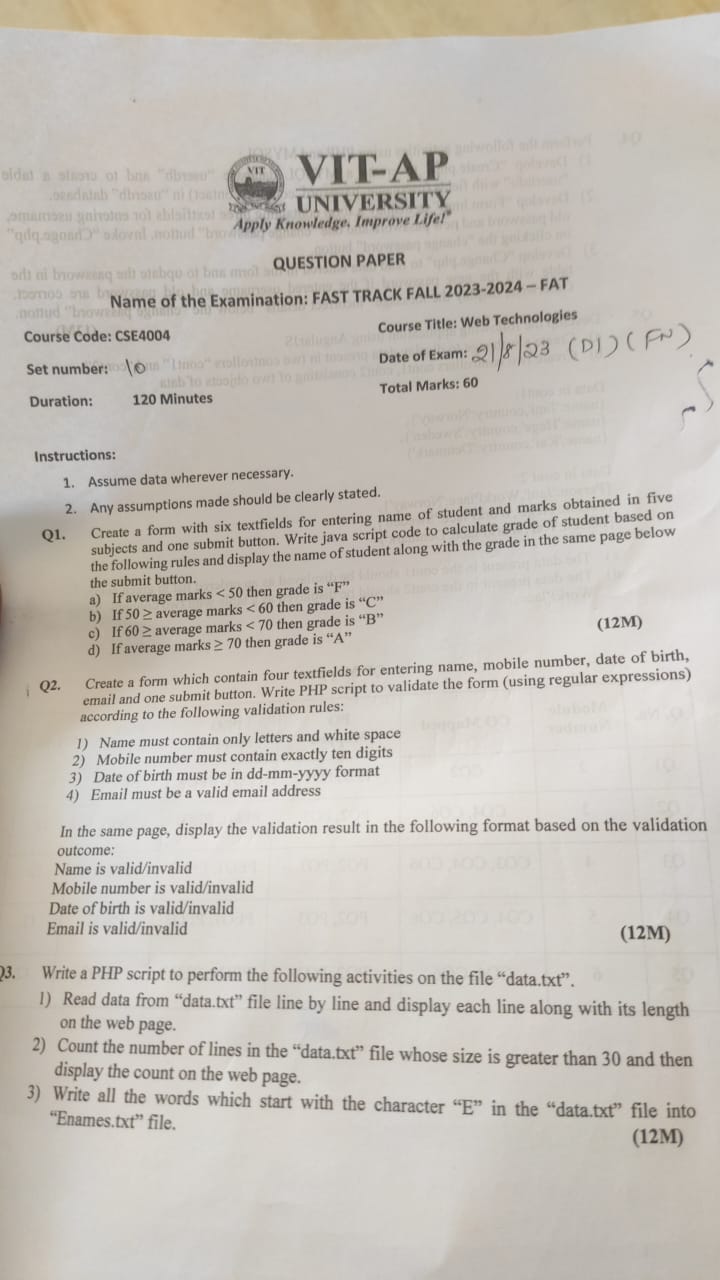 VIT
VIT-AP
UNIVERSITY
Apply Knowledge. Improve Life!
QUESTION PAPER
Name of the Examination: FAST TRACK FALL 2023-2024 – FAT
Course Code: CSE4004
Course Title: Web Technologies
Set number: 10
Date of Exam: 21/8/23 (D1) (FN)
Duration: 120 Minutes
Total Marks: 60
Instructions:
1. Assume data wherever necessary.
2. Any assumptions made should be clearly stated.
Q1. Create a form with six textfields for entering name of student and marks obtained in five
subjects and one submit button. Write java script code to calculate grade of student based on
the following rules and display the name of student along with the grade in the same page below
the submit button.
a) If average marks < 50 then grade is “F”
b) If 50 ≥ average marks < 60 then grade is “C”
c) If 60 ≥ average marks < 70 then grade is “B”
d) If average marks ≥ 70 then grade is “A”
(12M)
Q2. Create a form which contain four textfields for entering name, mobile number, date of birth,
email and one submit button. Write PHP script to validate the form (using regular expressions)
according to the following validation rules:
1) Name must contain only letters and white space
2) Mobile number must contain exactly ten digits
3) Date of birth must be in dd-mm-yyyy format
4) Email must be a valid email address
In the same page, display the validation result in the following format based on the validation
outcome:
Name is valid/invalid
Mobile number is valid/invalid
Date of birth is valid/invalid
Email is valid/invalid
(12M)
Q3. Write a PHP script to perform the following activities on the file “data.txt”.
1) Read data from “data.txt” file line by line and display each line along with its length
on the web page.
2) Count the number of lines in the “data.txt” file whose size is greater than 30 and then
display the count on the web page.
3) Write all the words which start with the character “E” in the “data.txt” file into
“Enames.txt” file.
(12M)